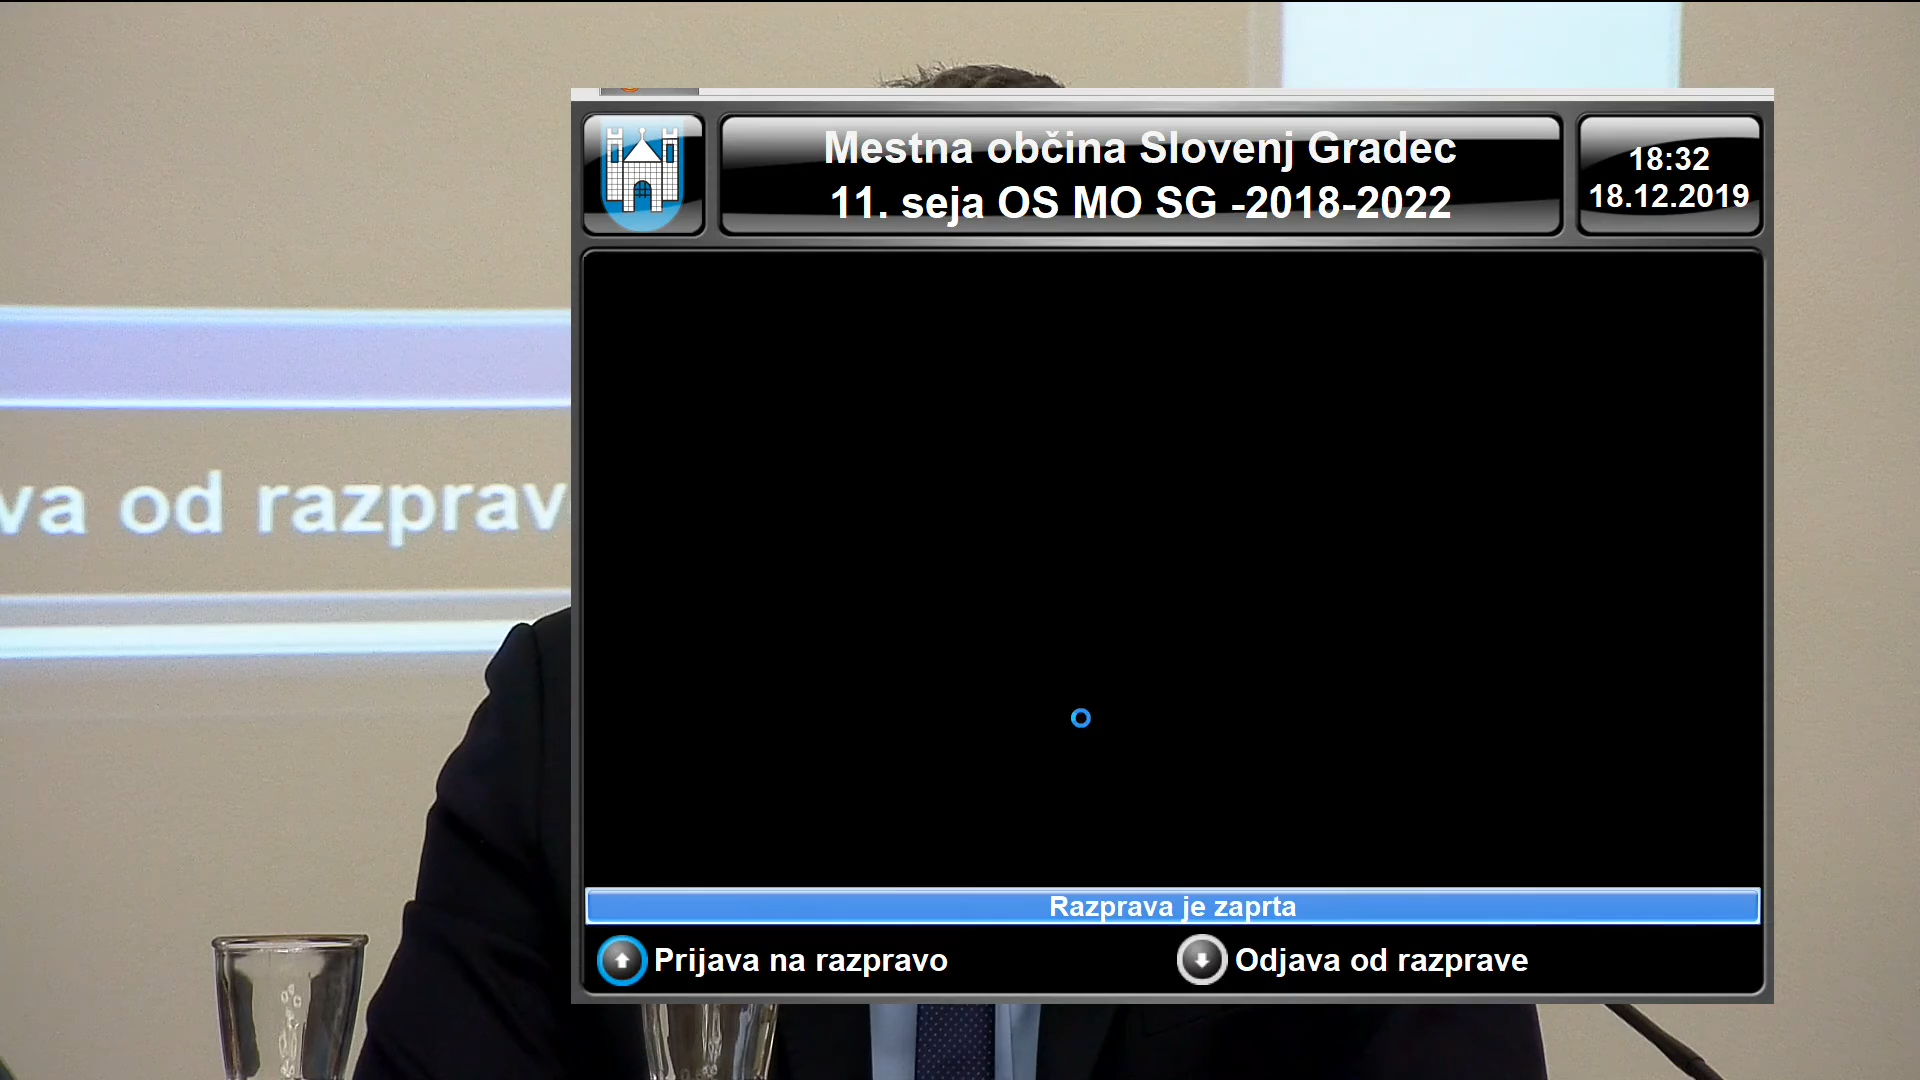 Mestna občina Slovenj Gradec
11. seja OS MO SG -2018-2022
18:32
18.12.2019
va od razprav
Razprava je zaprta
Prijava na razpravo
Odjava od razprave